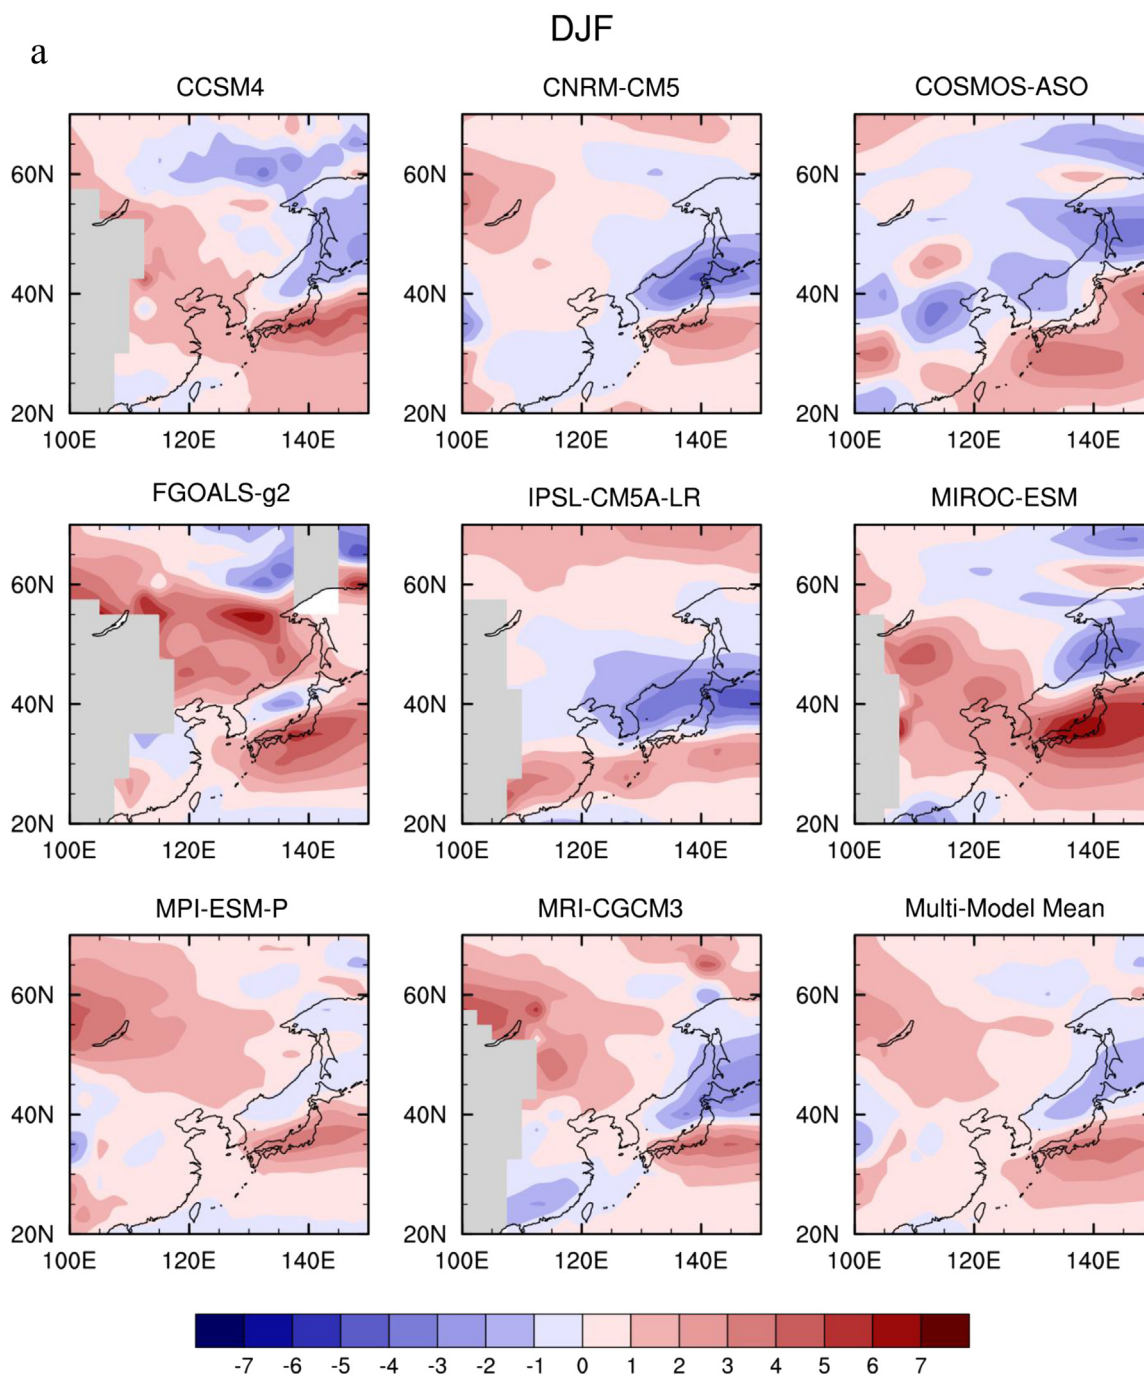 DJF
a
CCSM4 CNRM-CM5 COSMOS-ASO
60N 60N 60N
40N 40N 40N
20N 20N 20N
100E 120E 140E 100E 120E 140E 100E 120E 140E
FGOALS-g2 IPSL-CM5A-LR MIROC-ESM
60N 60N 60N
40N 40N 40N
20N 20N 20N
100E 120E 140E 100E 120E 140E 100E 120E 140E
MPI-ESM-P MRI-CGCM3 Multi-Model Mean
60N 60N 60N
40N 40N 40N
20N 20N 20N
100E 120E 140E 100E 120E 140E 100E 120E 140E
-7 -6 -5 -4 -3 -2 -1 0 1 2 3 4 5 6 7